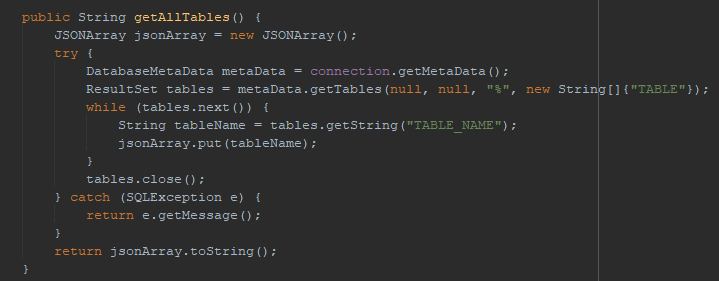 public String getAllTables() {
JSONArray jsonArray = new JSONArray();
try {
DatabaseMetaData metaData = connection.getMetaData();
ResultSet tables = metaData.getTables(null, null, "%", new String[]{"TABLE"});
while (tables.next()) {
String tableName = tables.getString("TABLE_NAME");
jsonArray.put(tableName);
}
tables.close();
} catch (SQLException e) {
return e.getMessage();
}
return jsonArray.toString();
}